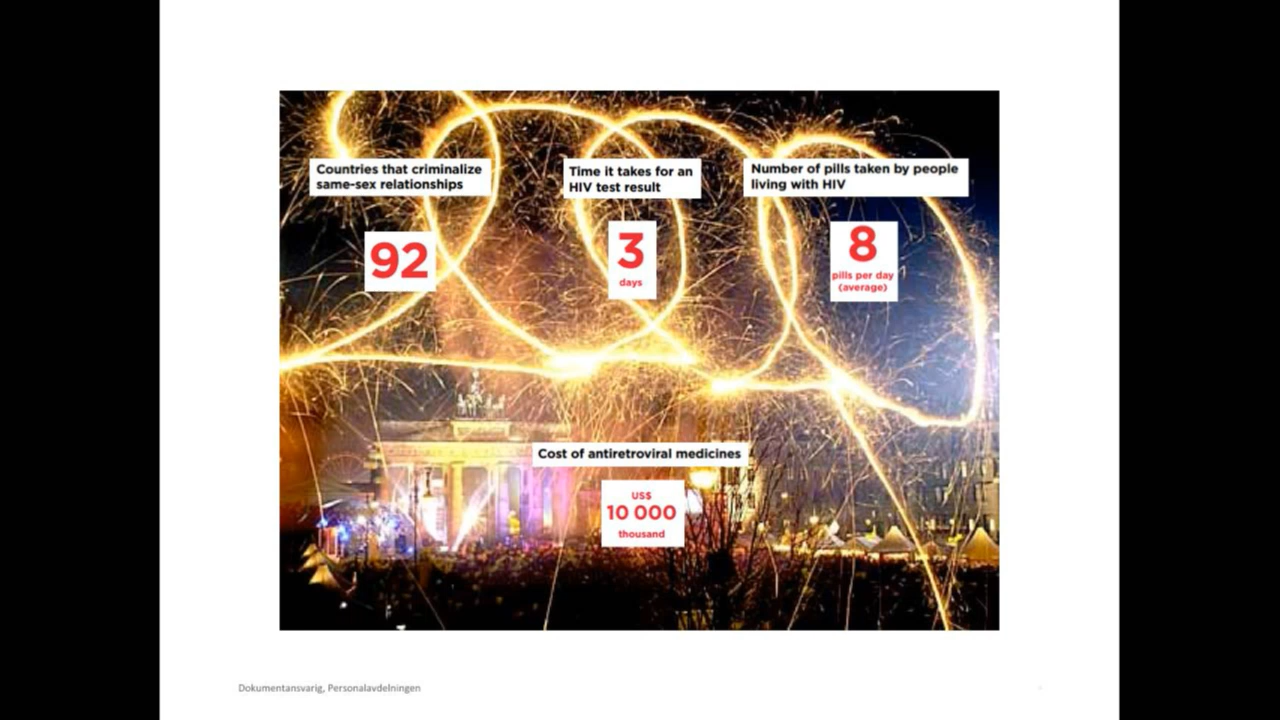 Countries that criminalize
same-sex relationships
92
Time it takes for an
HIV test result
3
days
Number of pills taken by people
living with HIV
8
pills per day
(average)
Cost of antiretroviral medicines
US$
10 000
thousand
Dokumentansvarig, Personalavdelningen